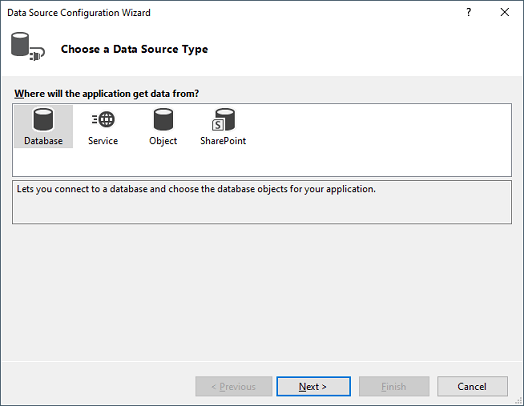 Data Source Configuration Wizard
?
Choose a Data Source Type
Where will the application get data from?
Database Service Object SharePoint
Lets you connect to a database and choose the database objects for your application.
< Previous Next > Finish Cancel